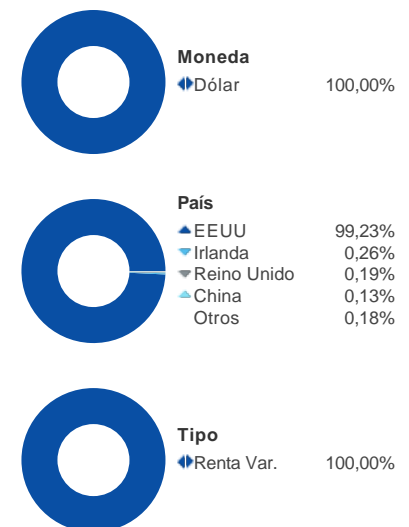 Moneda
Dólar 100,00%
País
EEUU 99,23%
Irlanda 0,26%
Reino Unido 0,19%
China 0,13%
Otros 0,18%
Tipo
Renta Var. 100,00%